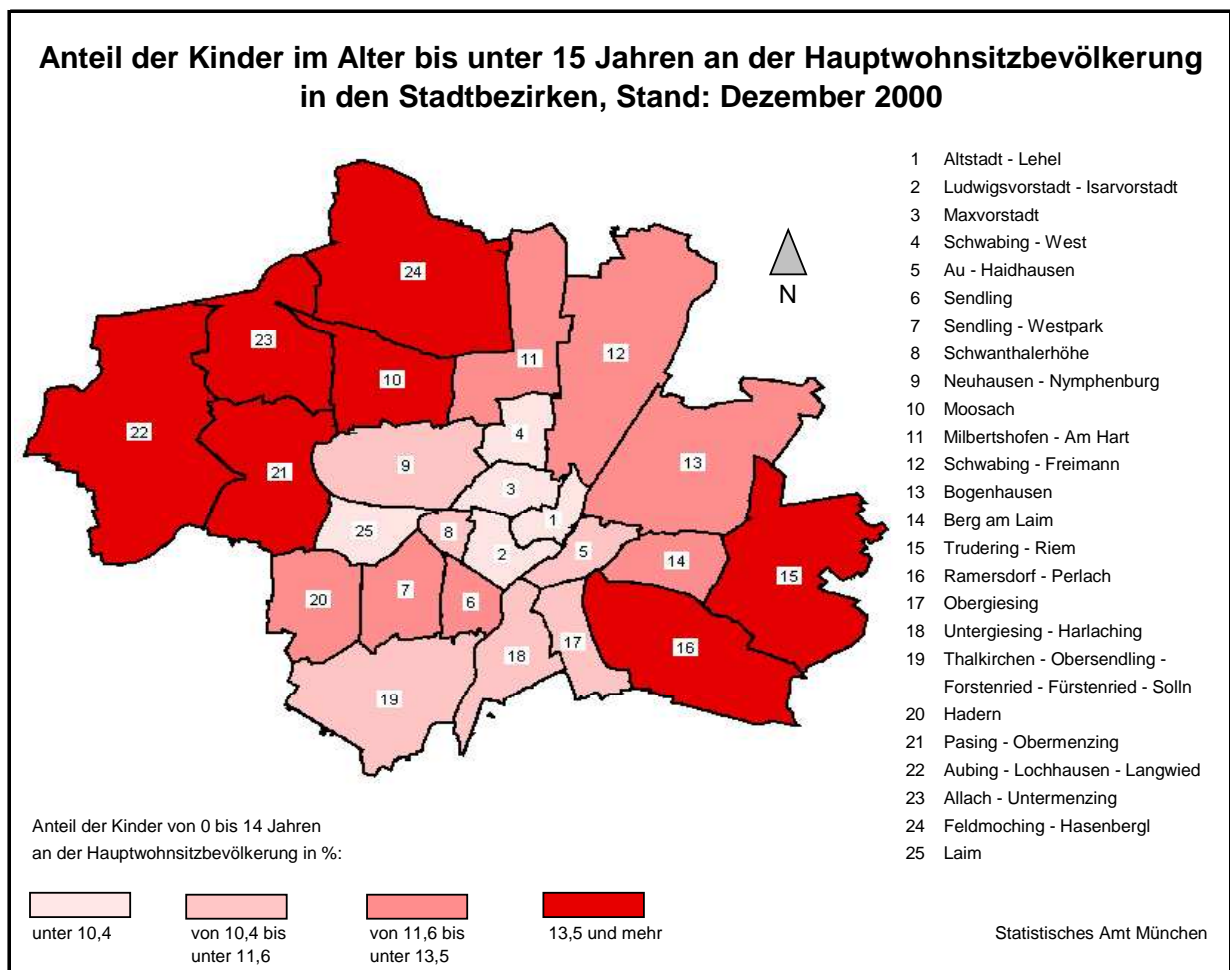 Anteil der Kinder im Alter bis unter 15 Jahren an der Hauptwohnsitzbevölkerung
in den Stadtbezirken, Stand: Dezember 2000
1 Altstadt - Lehel
2 Ludwigsvorstadt - Isarvorstadt
3 Maxvorstadt
4 Schwabing - West
5 Au - Haidhausen
6 Sendling
7 Sendling - Westpark
8 Schwanthalerhöhe
9 Neuhausen - Nymphenburg
10 Moosach
11 Milbertshofen - Am Hart
12 Schwabing - Freimann
13 Bogenhausen
14 Berg am Laim
15 Trudering - Riem
16 Ramersdorf - Perlach
17 Obergiesing
18 Untergiesing - Harlaching
19 Thalkirchen - Obersendling -
Forstenried - Fürstenried - Solln
20 Hadern
21 Pasing - Obermenzing
22 Aubing - Lochhausen - Langwied
23 Allach - Untermenzing
24 Feldmoching - Hasenbergl
25 Laim
N
24
23
11
12
10
22
4
21
9
13
3
25
8
1
2
5
14
15
20
7
6
17
16
18
19
Anteil der Kinder von 0 bis 14 Jahren
an der Hauptwohnsitzbevölkerung in %:
unter 10,4
von 10,4 bis
unter 11,6
von 11,6 bis
unter 13,5
13,5 und mehr
Statistisches Amt München